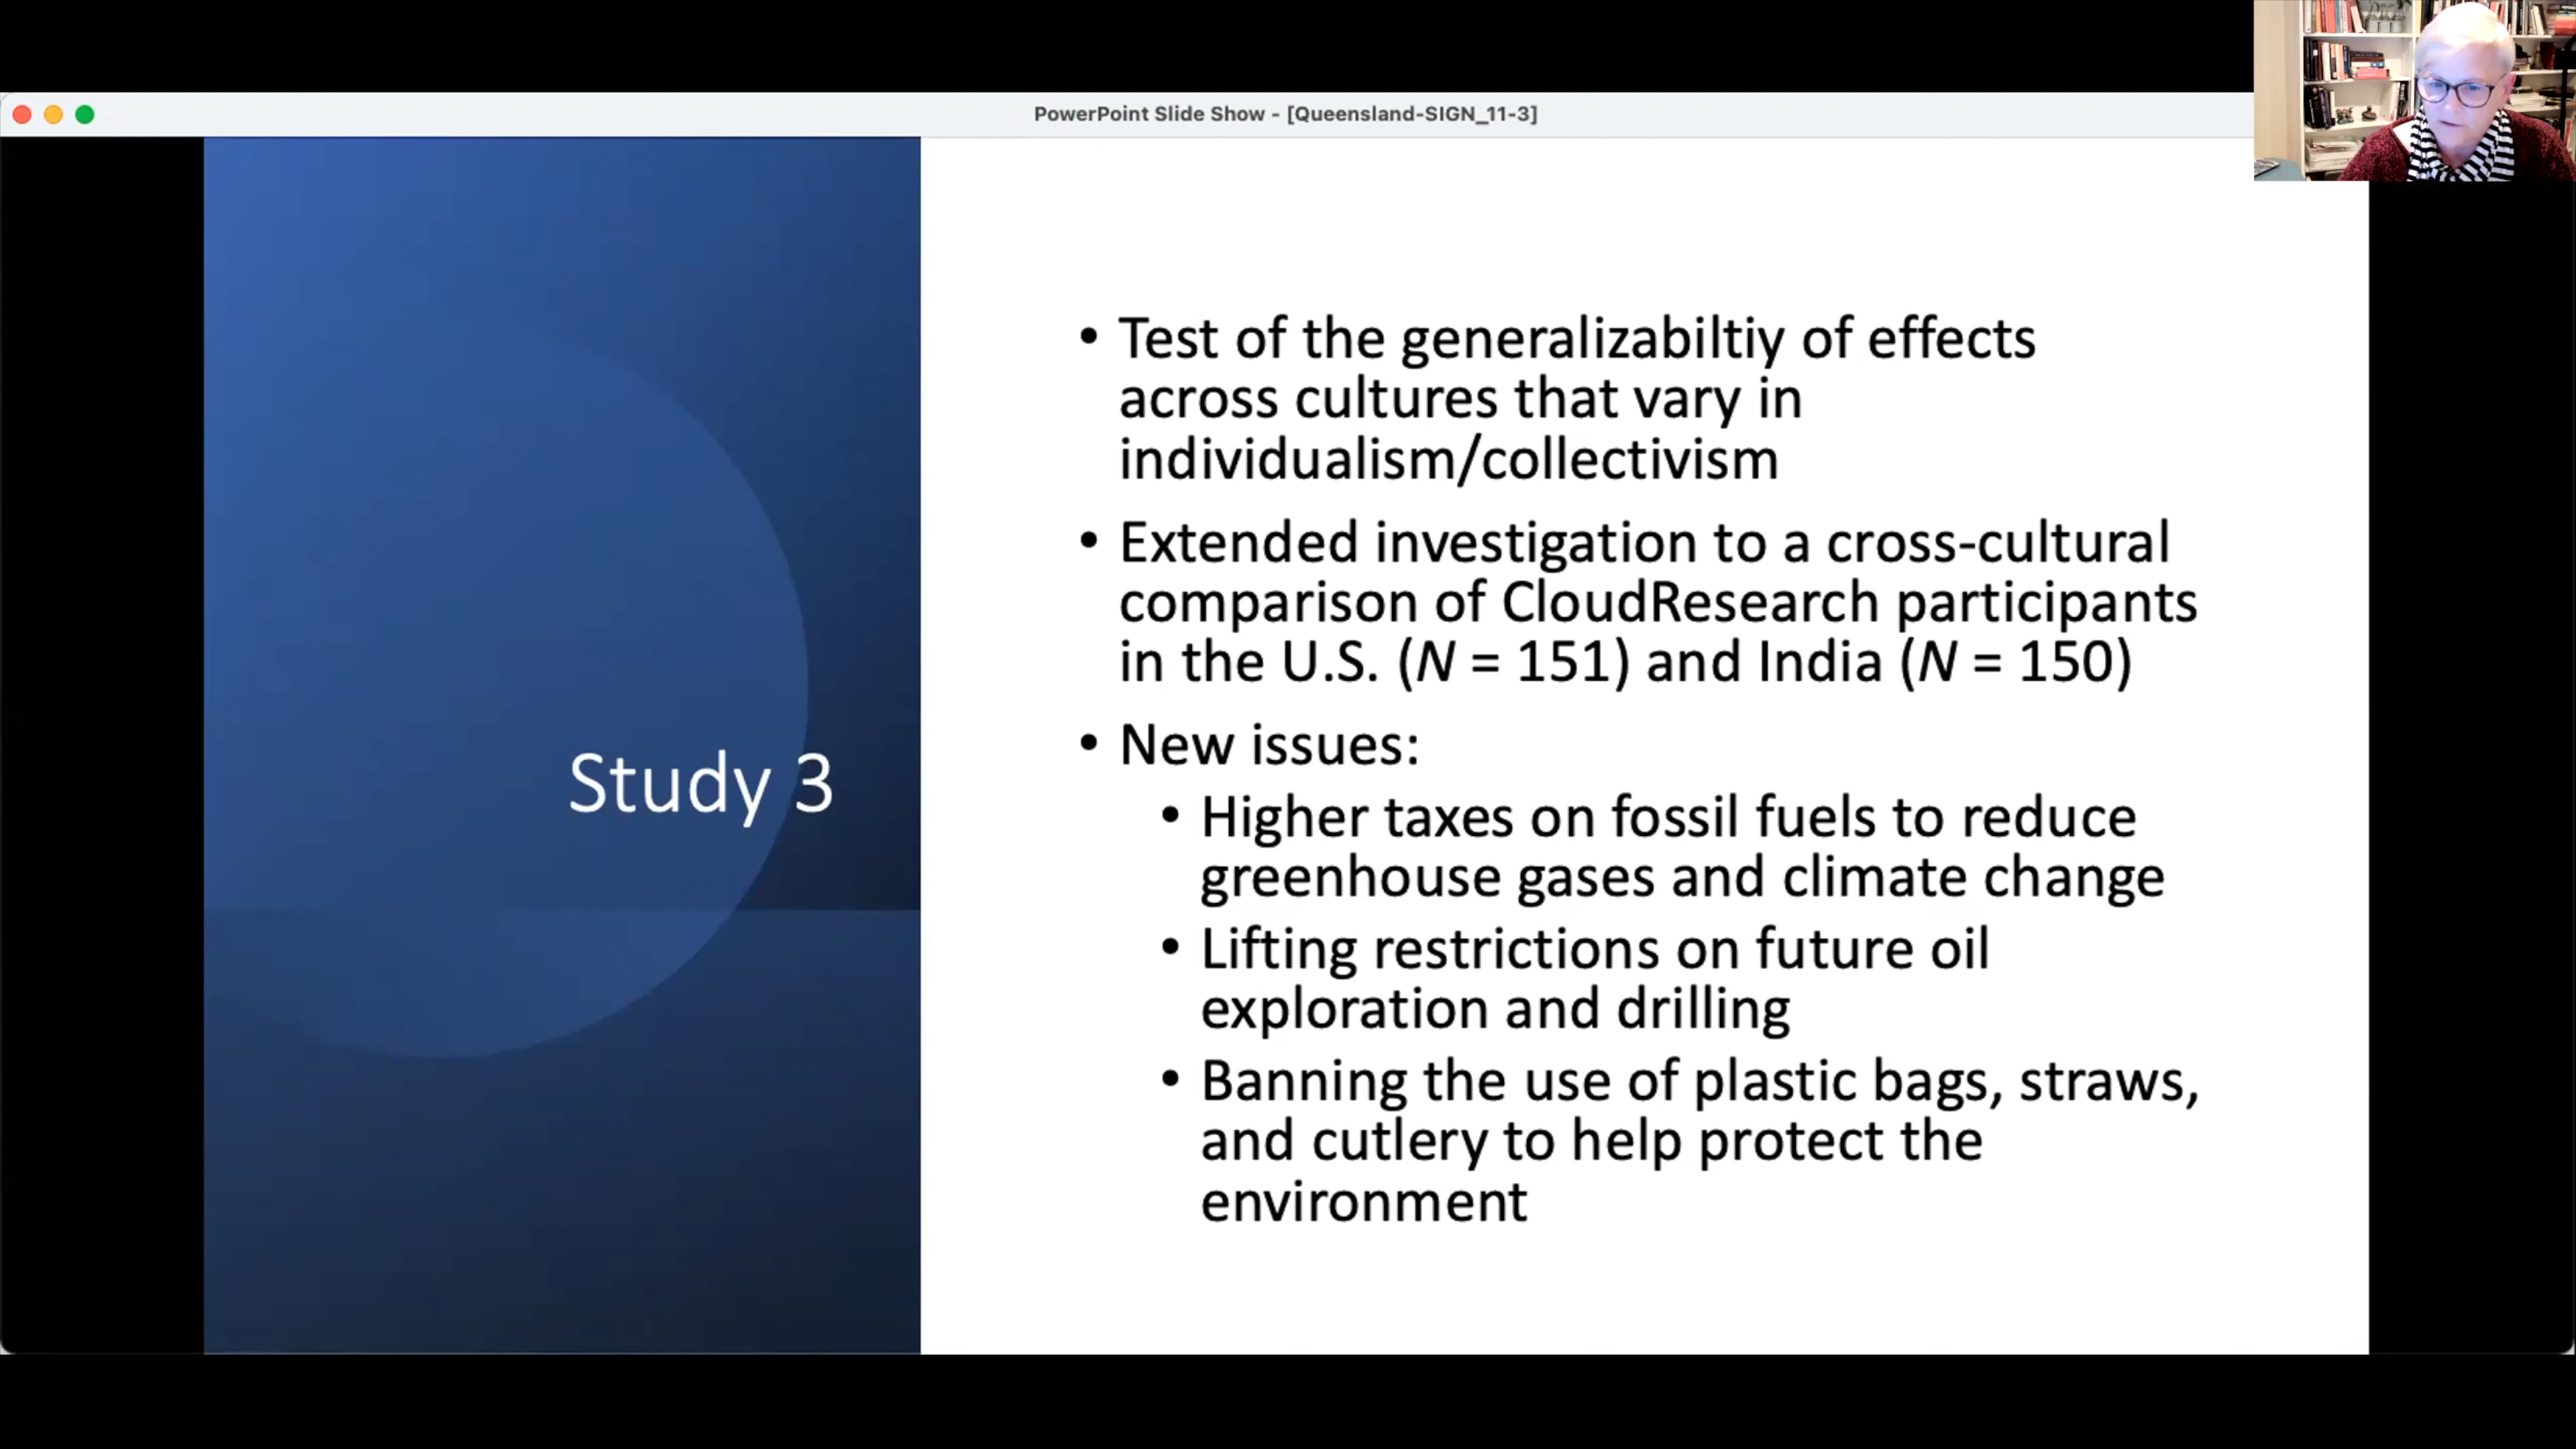 PowerPoint Slide Show - [Queensland-SIGN_11-3]
Study 3
• Test of the generalizabiltiy of effects
across cultures that vary in
individualism/collectivism
• Extended investigation to a cross-cultural
comparison of CloudResearch participants
in the U.S. (N = 151) and India (N = 150)
• New issues:
• Higher taxes on fossil fuels to reduce
greenhouse gases and climate change
• Lifting restrictions on future oil
exploration and drilling
• Banning the use of plastic bags, straws,
and cutlery to help protect the
environment